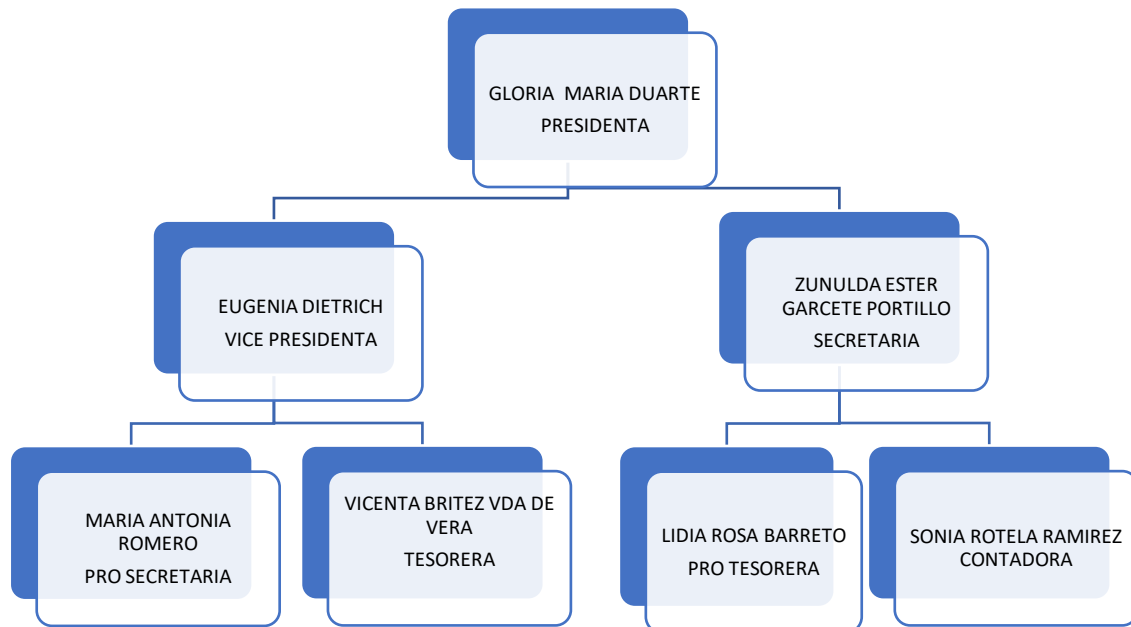 GLORIA MARIA DUARTE
PRESIDENTA
EUGENIA DIETRICH
VICE PRESIDENTA
ZUNULDA ESTER
GARCETE PORTILLO
SECRETARIA
MARIA ANTONIA
ROMERO
PRO SECRETARIA
VICENTA BRITEZ VDA DE
VERA
TESORERA
LIDIA ROSA BARRETO
PRO TESORERA
SONIA ROTELA RAMIREZ
CONTADORA